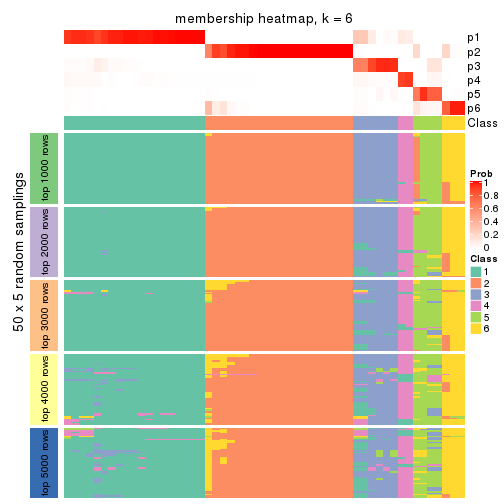 membership heatmap, k = 6
p1
p2
p3
p4
p5
p6
Class
50 x 5 random samplings
top 1000 rows
top 2000 rows
top 3000 rows
top 4000 rows
top 5000 rows
Prob
1
0.8
0.6
0.4
0.2
0
Class
1
2
3
4
5
6